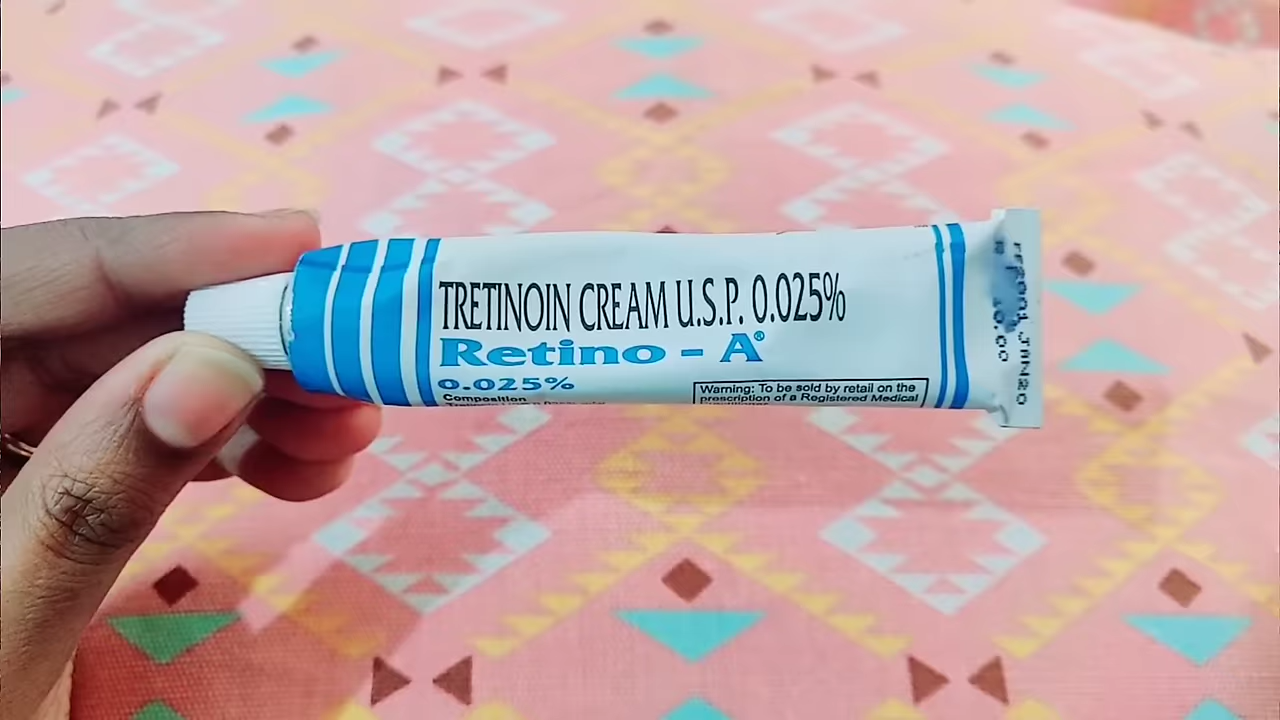 TRETINOIN CREAM U.S.P. 0.025%
Retino - A®
0.025%
Composition
Warning: To be sold by retail on the
prescription of a Registered Medical
Practitioner